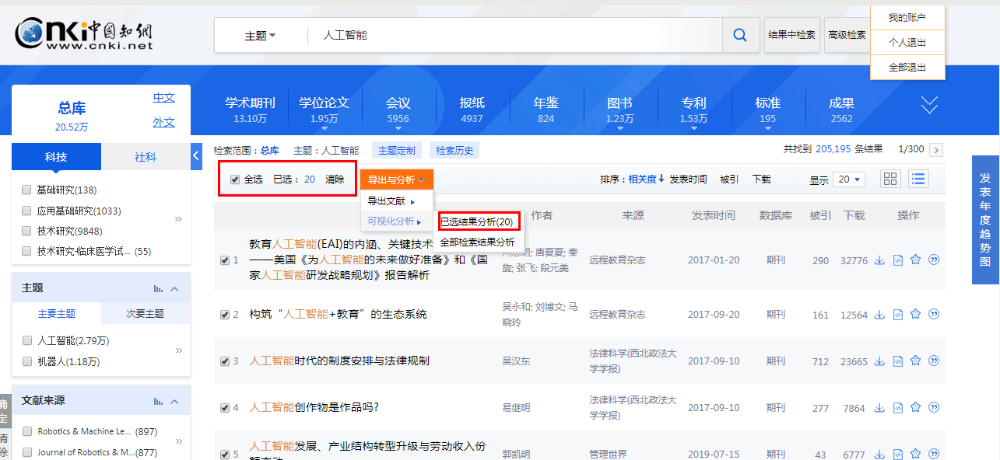 我的账户
Cnki中国知網
www.cnki.net
主题
人工智能
结果中检索
高级检索
个人退出
全部退出
总库
20.52万
中文
外文
学术期刊
13.10万
学位论文
1.95万
会议
5956
报纸
4937
年鉴
824
图书
1.23万
专利
1.53万
标准
195
成果
2562
科技
社科
检索范围：总库 主题：人工智能 主题定制 检索历史
共找到 205,195 条结果 1/300
全选 已选：20 清除
导出与分析
排序：相关度↓ 发表时间 被引 下载
显示 20
导出文献
可视化分析
已选结果分析(20)
全部检索结果分析
基础研究(138)
应用基础研究(1033)
技术研究(9848)
技术研究-临床医学试... (55)
主题
主要主题
次要主题
人工智能(2.79万)
机器人(1.18万)
文献来源
Robotics & Machine Le... (897)
Journal of Robotics & M...(877)
作者 来源 发表时间 数据库 被引 下载 操作
1
教育人工智能(EAI)的内涵、关键技术
——美国《为人工智能的未来做好准备》和《国
家人工智能研发战略规划》报告解析
唐夏夏; 秦
旋; 张飞; 段元美
远程教育杂志
2017-01-20
期刊
290
32776
2
构筑“人工智能+教育”的生态系统
吴永和; 刘博文; 马
晓玲
远程教育杂志
2017-09-20
期刊
161
12564
3
人工智能时代的制度安排与法律规制
吴汉东
法律科学(西北政法大
学学报)
2017-09-10
期刊
712
23665
4
人工智能创作物是作品吗?
易继明
法律科学(西北政法大
学学报)
2017-09-10
期刊
277
7864
5
人工智能发展、产业结构转型升级与劳动收入份
郭凯明
管理世界
2019-07-15
期刊
43
6777
发表年度趋势图
确定
清除